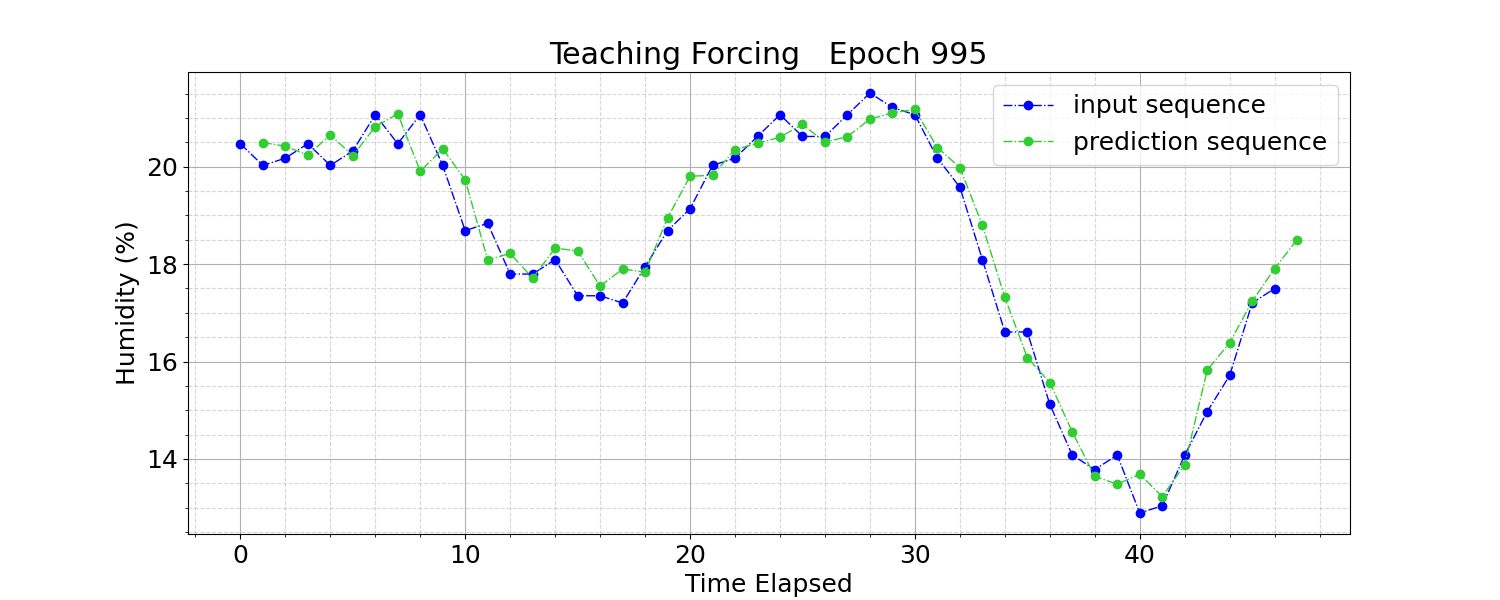 Teaching Forcing   Epoch 995
input sequence
prediction sequence
Humidity (%)
20
18
16
14
0
10
20
30
40
Time Elapsed